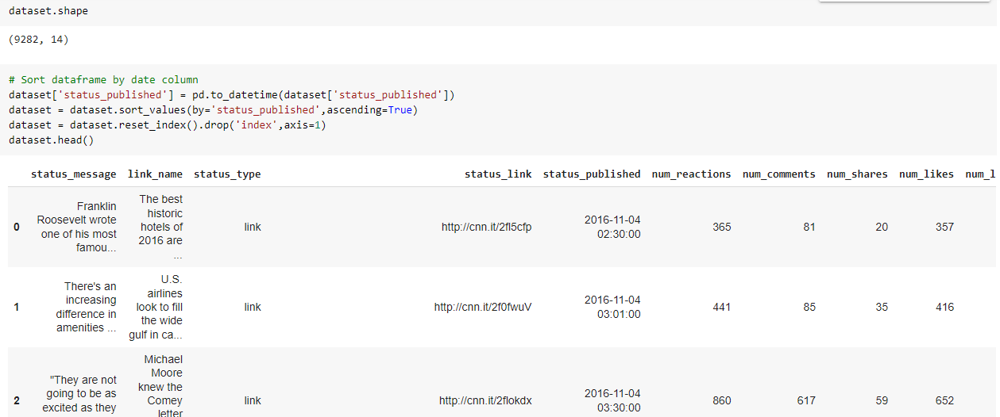 dataset.shape
(9282, 14)
# Sort dataframe by date column
dataset['status_published'] = pd.to_datetime(dataset['status_published'])
dataset = dataset.sort_values(by='status_published',ascending=True)
dataset = dataset.reset_index().drop('index',axis=1)
dataset.head()
status_message link_name status_type status_link status_published num_reactions num_comments num_shares num_likes num_l
0 Franklin Roosevelt wrote one of his most famou... The best historic hotels of 2016 are ... link http://cnn.it/2fI5cfp 2016-11-04 02:30:00 365 81 20 357
1 There's an increasing difference in amenities ... U.S. airlines look to fill the wide gulf in ca... link http://cnn.it/2f0fwuV 2016-11-04 03:01:00 441 85 35 416
2 "They are not going to be as excited as they Michael Moore knew the Comey letter link http://cnn.it/2flokdx 2016-11-04 03:30:00 860 617 59 652